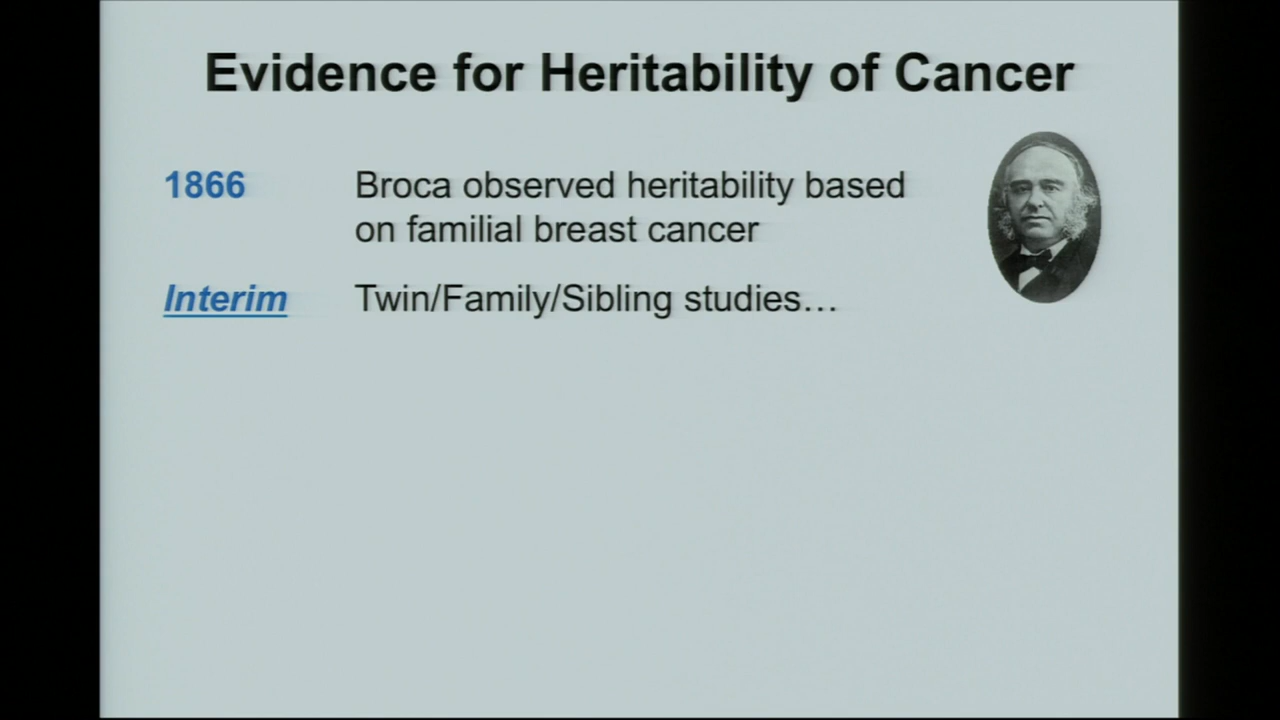 Evidence for Heritability of Cancer
1866 Broca observed heritability based
on familial breast cancer
Interim Twin/Family/Sibling studies…